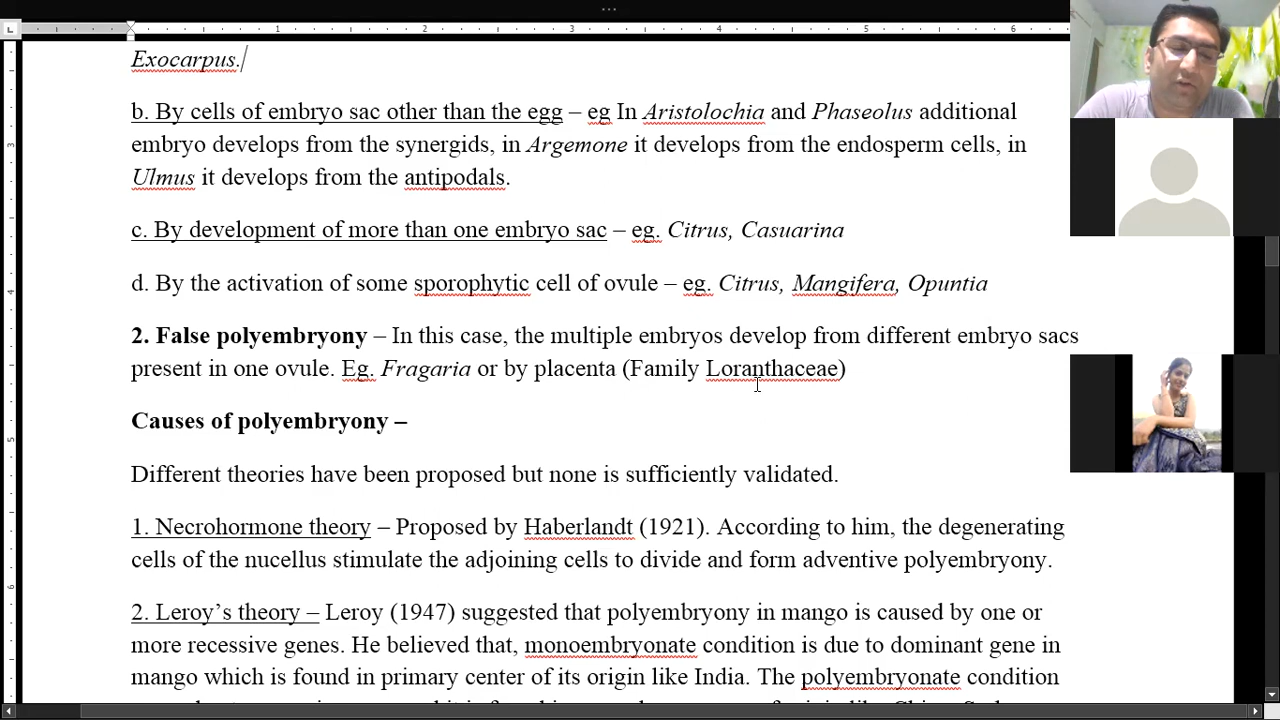 Exocarpus.
b. By cells of embryo sac other than the egg – eg In Aristolochia and Phaseolus additional
embryo develops from the synergids, in Argemone it develops from the endosperm cells, in
Ulmus it develops from the antipodals.
c. By development of more than one embryo sac – eg. Citrus, Casuarina
d. By the activation of some sporophytic cell of ovule – eg. Citrus, Mangifera, Opuntia
2. False polyembryony – In this case, the multiple embryos develop from different embryo sacs
present in one ovule. Eg. Fragaria or by placenta (Family Loranthaceae)
Causes of polyembryony –
Different theories have been proposed but none is sufficiently validated.
1. Necrohormone theory – Proposed by Haberlandt (1921). According to him, the degenerating
cells of the nucellus stimulate the adjoining cells to divide and form adventive polyembryony.
2. Leroy’s theory – Leroy (1947) suggested that polyembryony in mango is caused by one or
more recessive genes. He believed that, monoembryonate condition is due to dominant gene in
mango which is found in primary center of its origin like India. The polyembryonate condition